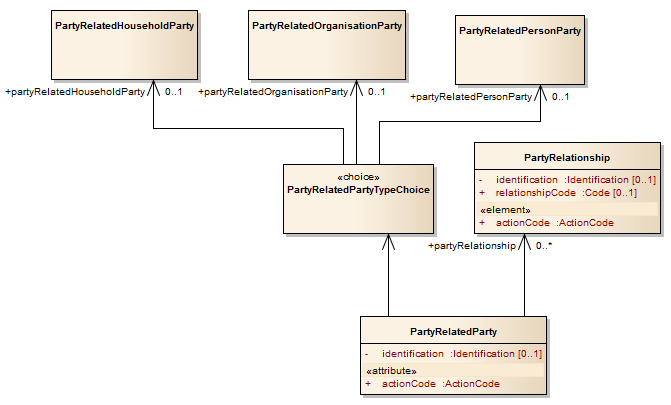 PartyRelatedHouseholdParty
PartyRelatedOrganisationParty
PartyRelatedPersonParty
+partyRelatedHouseholdParty 0..1
+partyRelatedOrganisationParty 0..1
+partyRelatedPersonParty 0..1
«choice»
PartyRelatedPartyTypeChoice
PartyRelationship
- identification :Identification [0..1]
+ relationshipCode :Code [0..1]
«element»
+ actionCode :ActionCode
+partyRelationship 0..*
PartyRelatedParty
- identification :Identification [0..1]
«attribute»
+ actionCode :ActionCode